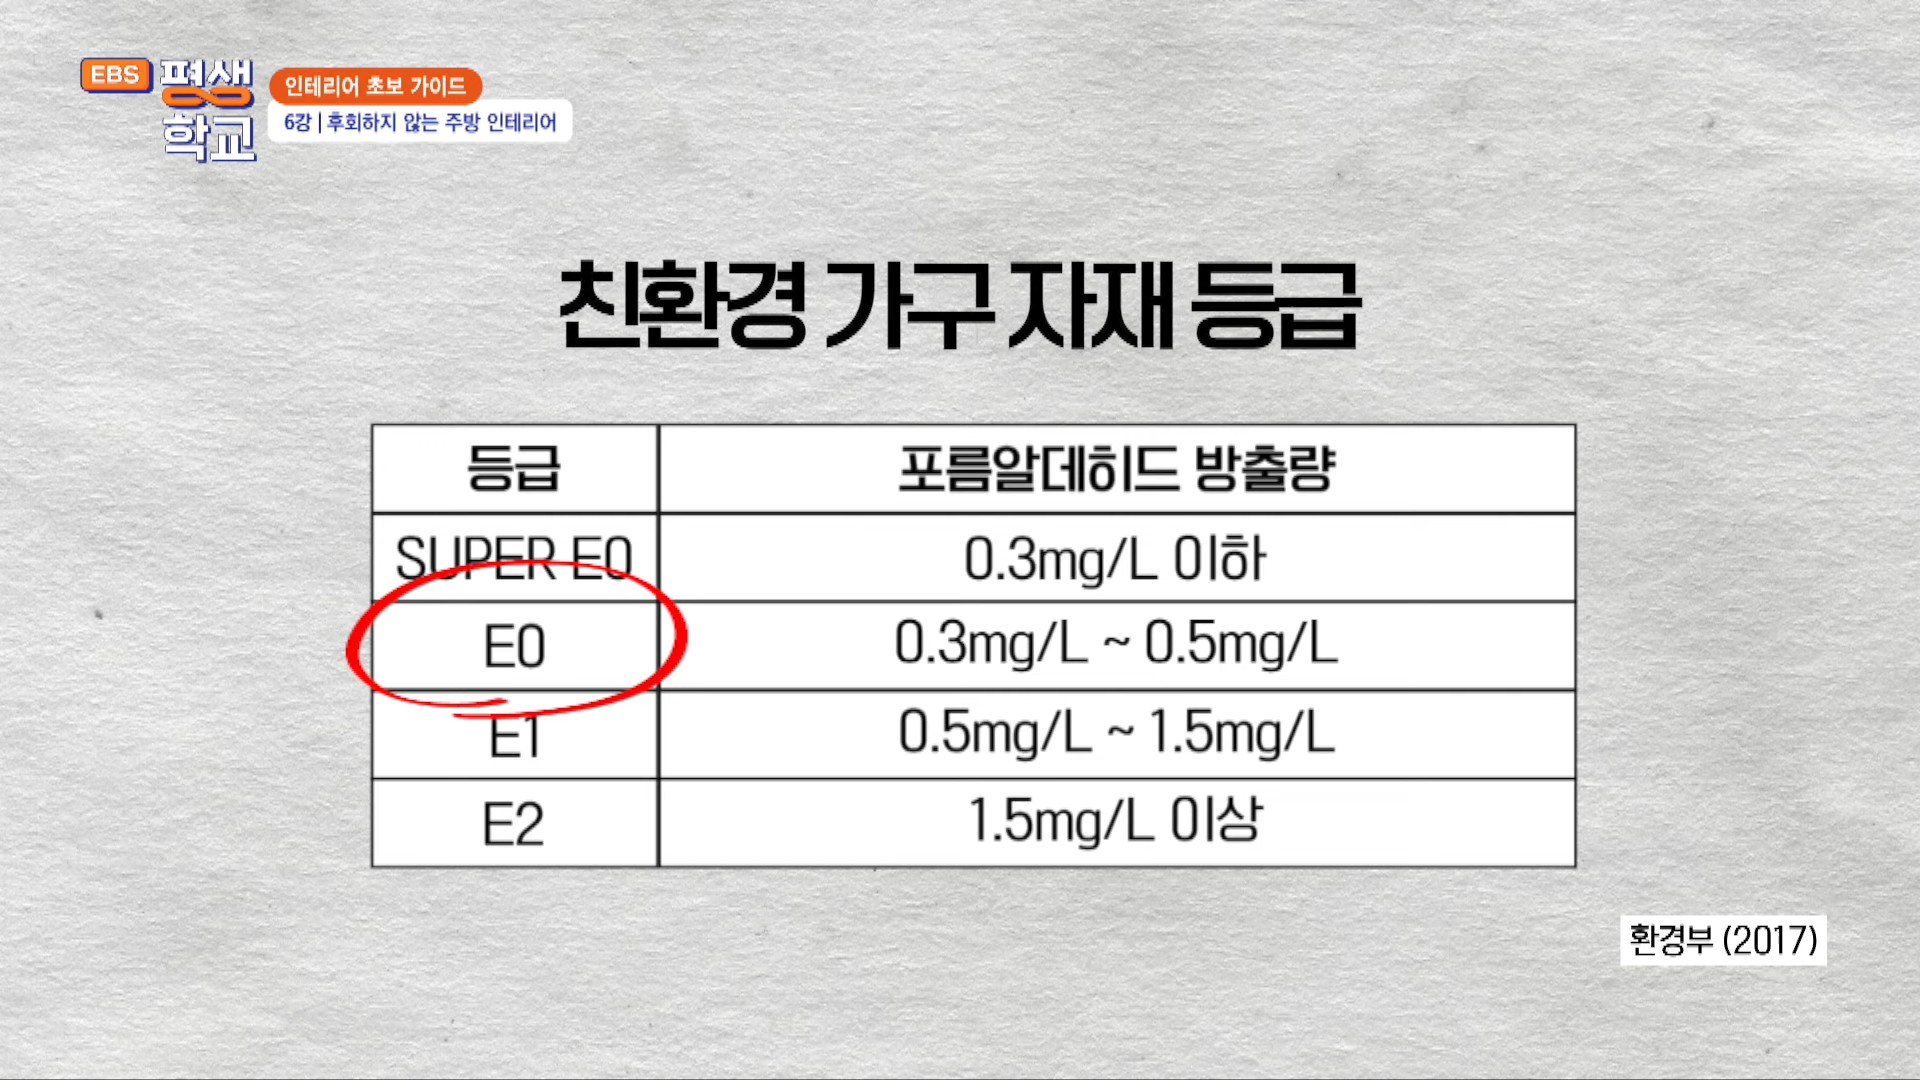 EBS 평생
학교
인테리어 초보 가이드
6강 | 후회하지 않는 주방 인테리어
친환경 가구 자재 등급
등급 포름알데히드 방출량
SUPER E0 0.3mg/L 이하
E0 0.3mg/L ~ 0.5mg/L
E1 0.5mg/L ~ 1.5mg/L
E2 1.5mg/L 이상
환경부 (2017)